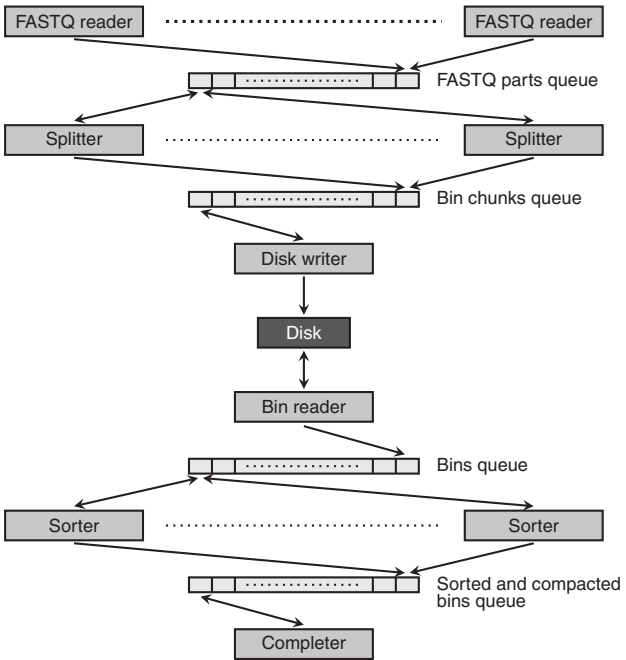 FASTQ reader
FASTQ reader
FASTQ parts queue
Splitter
Splitter
Bin chunks queue
Disk writer
Disk
Bin reader
Bins queue
Sorter
Sorter
Sorted and compacted
bins queue
Completer